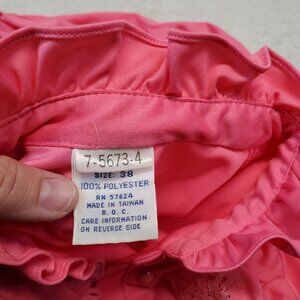 7-5673-4
SIZE: 38
100% POLYESTER
RN 57624
MADE IN TAIWAN
R. O. C.
CARE INFORMATION
ON REVERSE SIDE